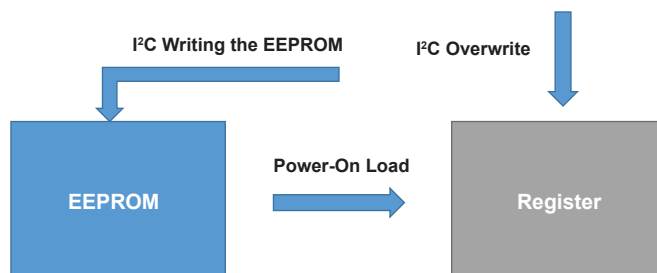 I²C Writing the EEPROM
I²C Overwrite
Power-On Load
EEPROM
Register